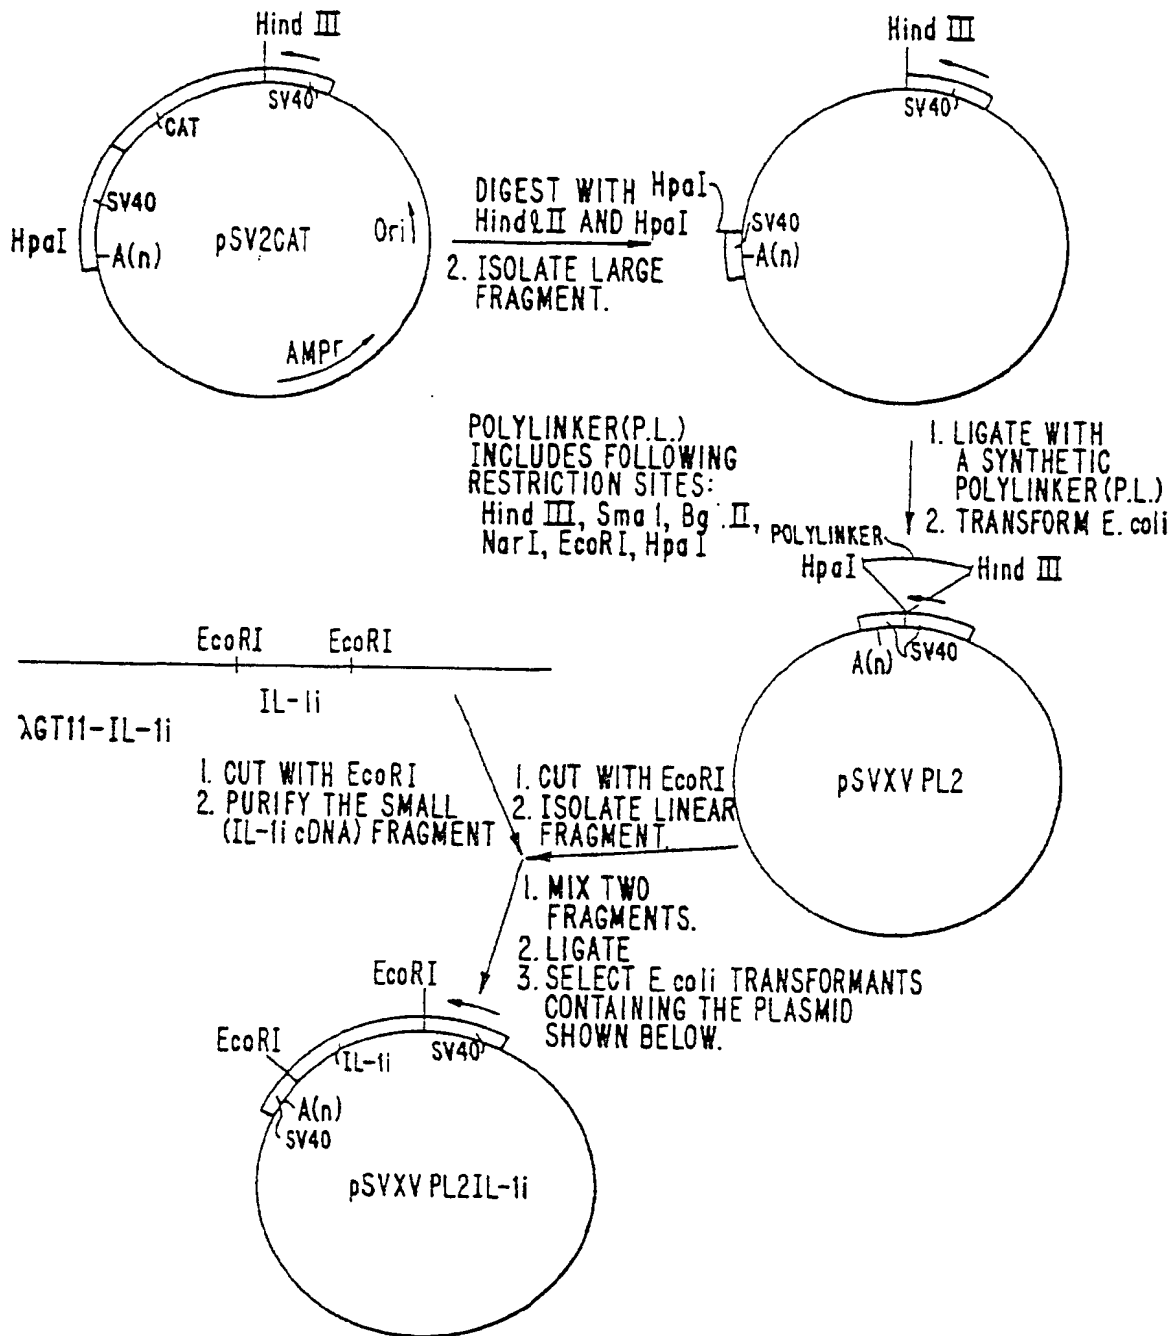 Hind III
SV40
CAT
SV40
HpaI
A(n)
pSV2CAT
Ori
AMPr
DIGEST WITH
HindlII AND HpaI
2. ISOLATE LARGE
FRAGMENT.
Hind III
SV40
HpaI
SV40
A(n)
1. LIGATE WITH
A SYNTHETIC
POLYLINKER(P.L.)
2. TRANSFORM E. coli
POLYLINKER(P.L.)
INCLUDES FOLLOWING
RESTRICTION SITES:
Hind III, Sma I, Bg .II,
NarI, EcoRI, Hpa I
POLYLINKER
HpaI
Hind III
A(n)
SV40
pSVXV PL2
EcoRI EcoRI
IL-1i
λGT11-IL-1i
1. CUT WITH EcoRI
2. PURIFY THE SMALL
(IL-1i cDNA) FRAGMENT
1. CUT WITH EcoRI
2. ISOLATE LINEAR
FRAGMENT.
1. MIX TWO
FRAGMENTS.
2. LIGATE
3. SELECT E. coli TRANSFORMANTS
CONTAINING THE PLASMID
SHOWN BELOW.
EcoRI
EcoRI
SV40
IL-1i
A(n)
SV40
pSVXV PL2IL-1i